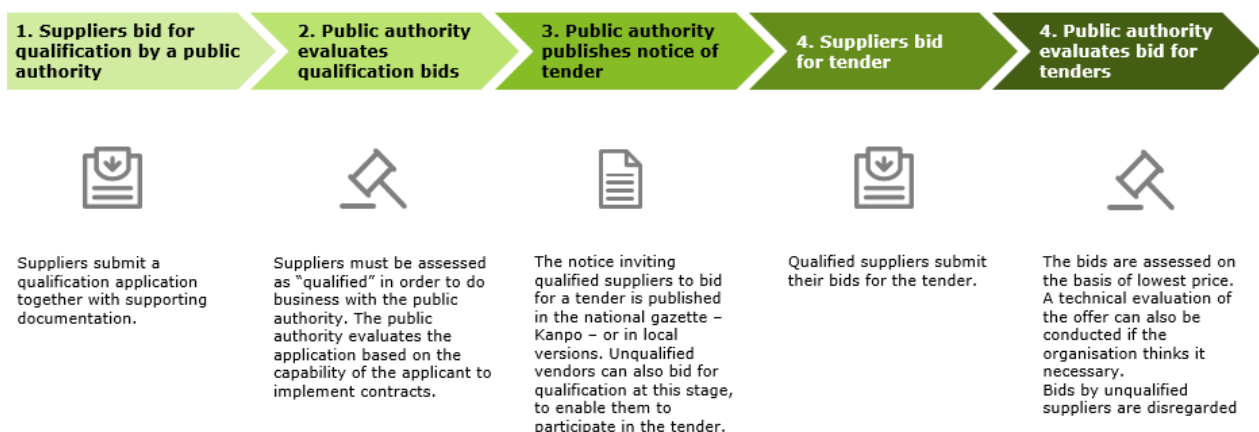 1. Suppliers bid for
qualification by a public
authority
2. Public authority
evaluates
qualification bids
3. Public authority
publishes notice of
tender
4. Suppliers bid
for tender
4. Public authority
evaluates bid for
tenders
Suppliers submit a
qualification application
together with supporting
documentation.
Suppliers must be assessed
as “qualified” in order to do
business with the public
authority. The public
authority evaluates the
application based on the
capability of the applicant to
implement contracts.
The notice inviting
qualified suppliers to bid
for a tender is published
in the national gazette –
Kanpo – or in local
versions. Unqualified
vendors can also bid for
qualification at this stage,
to enable them to
participate in the tender.
Qualified suppliers submit
their bids for the tender.
The bids are assessed on
the basis of lowest price.
A technical evaluation of
the offer can also be
conducted if the
organisation thinks it
necessary.
Bids by unqualified
suppliers are disregarded